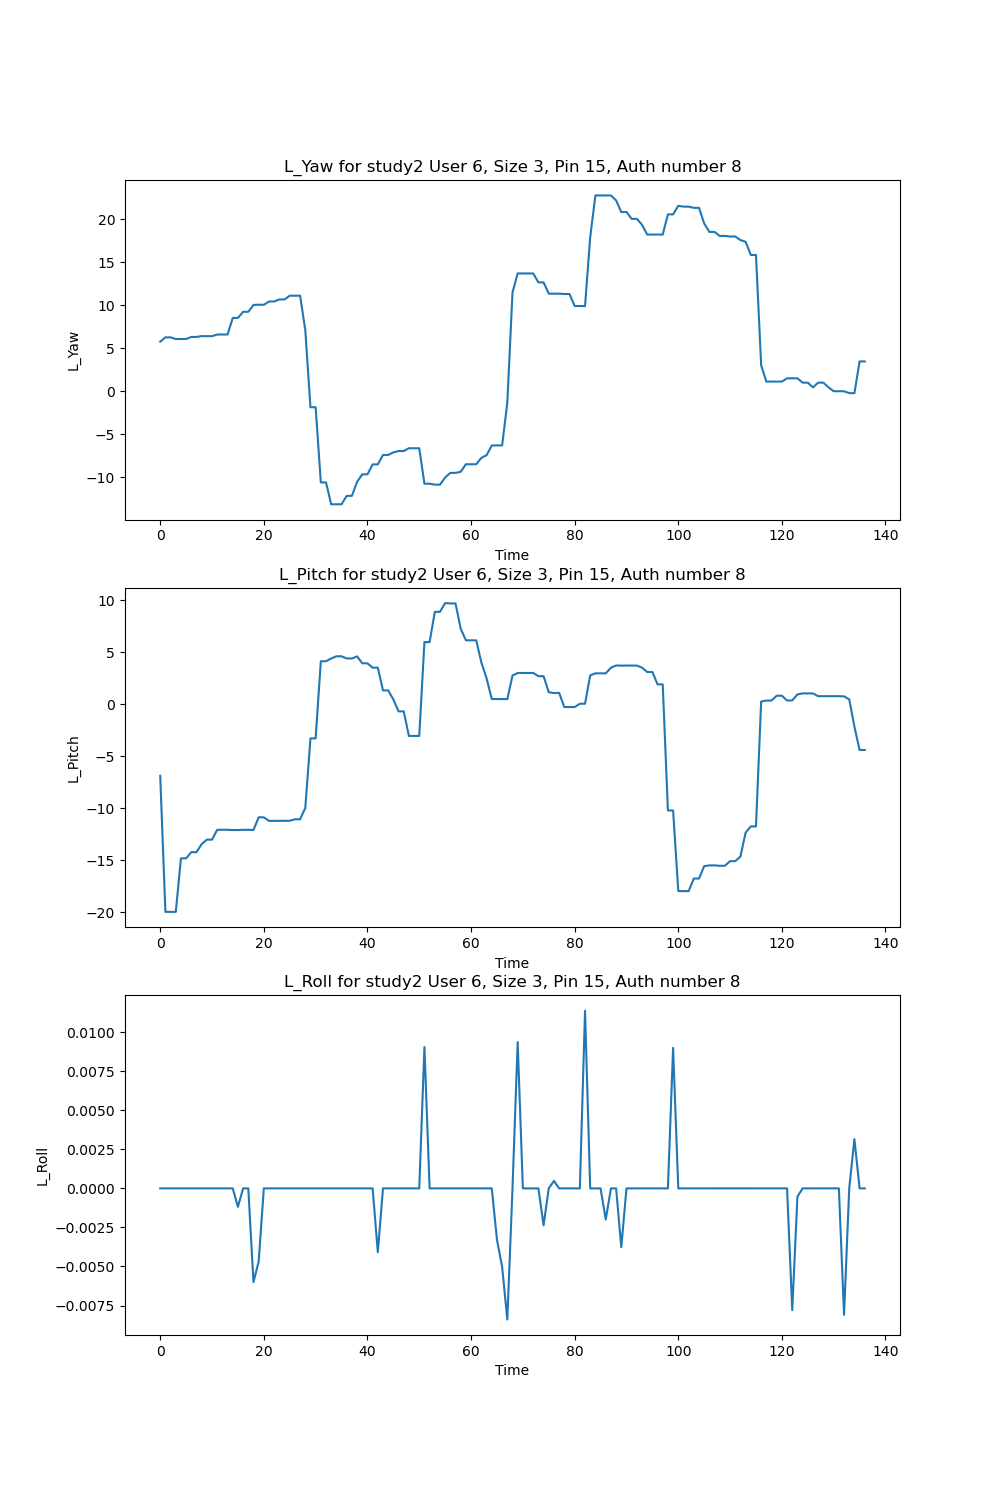 L_Yaw for study2 User 6, Size 3, Pin 15, Auth number 8
20
15
10
5
0
−5
−10
L_Yaw
0 20 40 60 80 100 120 140
Time
L_Pitch for study2 User 6, Size 3, Pin 15, Auth number 8
10
5
0
−5
−10
−15
−20
L_Pitch
0 20 40 60 80 100 120 140
Time
L_Roll for study2 User 6, Size 3, Pin 15, Auth number 8
0.0100
0.0075
0.0050
0.0025
0.0000
−0.0025
−0.0050
−0.0075
L_Roll
0 20 40 60 80 100 120 140
Time